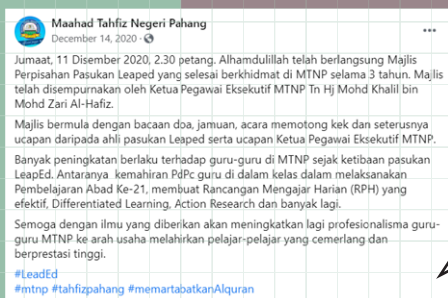 Maahad Tahfiz Negeri Pahang
December 14, 2020 ·
Jumaat, 11 Disember 2020, 2.30 petang. Alhamdulillah telah berlangsung Majlis
Perpisahan Pasukan Leaped yang selesai berkhidmat di MTNP selama 3 tahun. Majlis
telah disempurnakan oleh Ketua Pegawai Eksekutif MTNP Tn Hj Mohd Khalil bin
Mohd Zari Al-Hafiz.
Majlis bermula dengan bacaan doa, jamuan, acara memotong kek dan seterusnya
ucapan daripada ahli pasukan Leaped serta ucapan Ketua Pegawai Eksekutif MTNP.
Banyak peningkatan berlaku terhadap guru-guru di MTNP sejak ketibaan pasukan
LeapEd. Antaranya kemahiran PdPc guru di dalam kelas dalam melaksanakan
Pembelajaran Abad Ke-21, membuat Rancangan Mengajar Harian (RPH) yang
efektif, Differentiated Learning, Action Research dan banyak lagi.
Semoga dengan ilmu yang diberikan akan meningkatkan lagi profesionalisma guru-
guru MTNP ke arah usaha melahirkan pelajar-pelajar yang cemerlang dan
berprestasi tinggi.
#LeadEd
#mtnp #tahfizpahang #memartabatkanAlquran